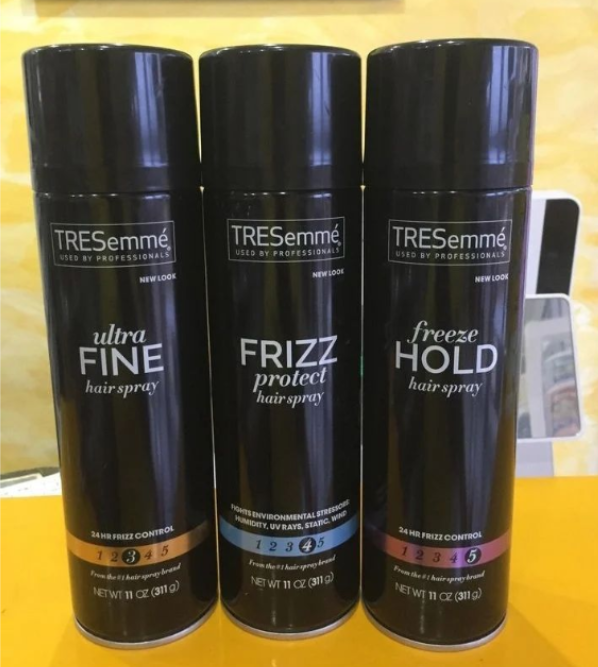 TRESemmé
USED BY PROFESSIONALS
NEW LOOK
ultra
FINE
hair spray
24 HR FRIZZ CONTROL
1 2 3 4 5
From the #1 hair spray brand
NET WT 11 OZ (311 g)
TRESemmé
USED BY PROFESSIONALS
NEW LOOK
FRIZZ
protect
hair spray
FIGHTS ENVIRONMENTAL STRESSORS
HUMIDITY, UV RAYS, STATIC, WIND
1 2 3 4 5
From the #1 hair spray brand
NET WT 11 OZ (311 g)
TRESemmé
USED BY PROFESSIONALS
NEW LOOK
freeze
HOLD
hair spray
24 HR FRIZZ CONTROL
1 2 3 4 5
From the #1 hair spray brand
NET WT 11 OZ (311 g)